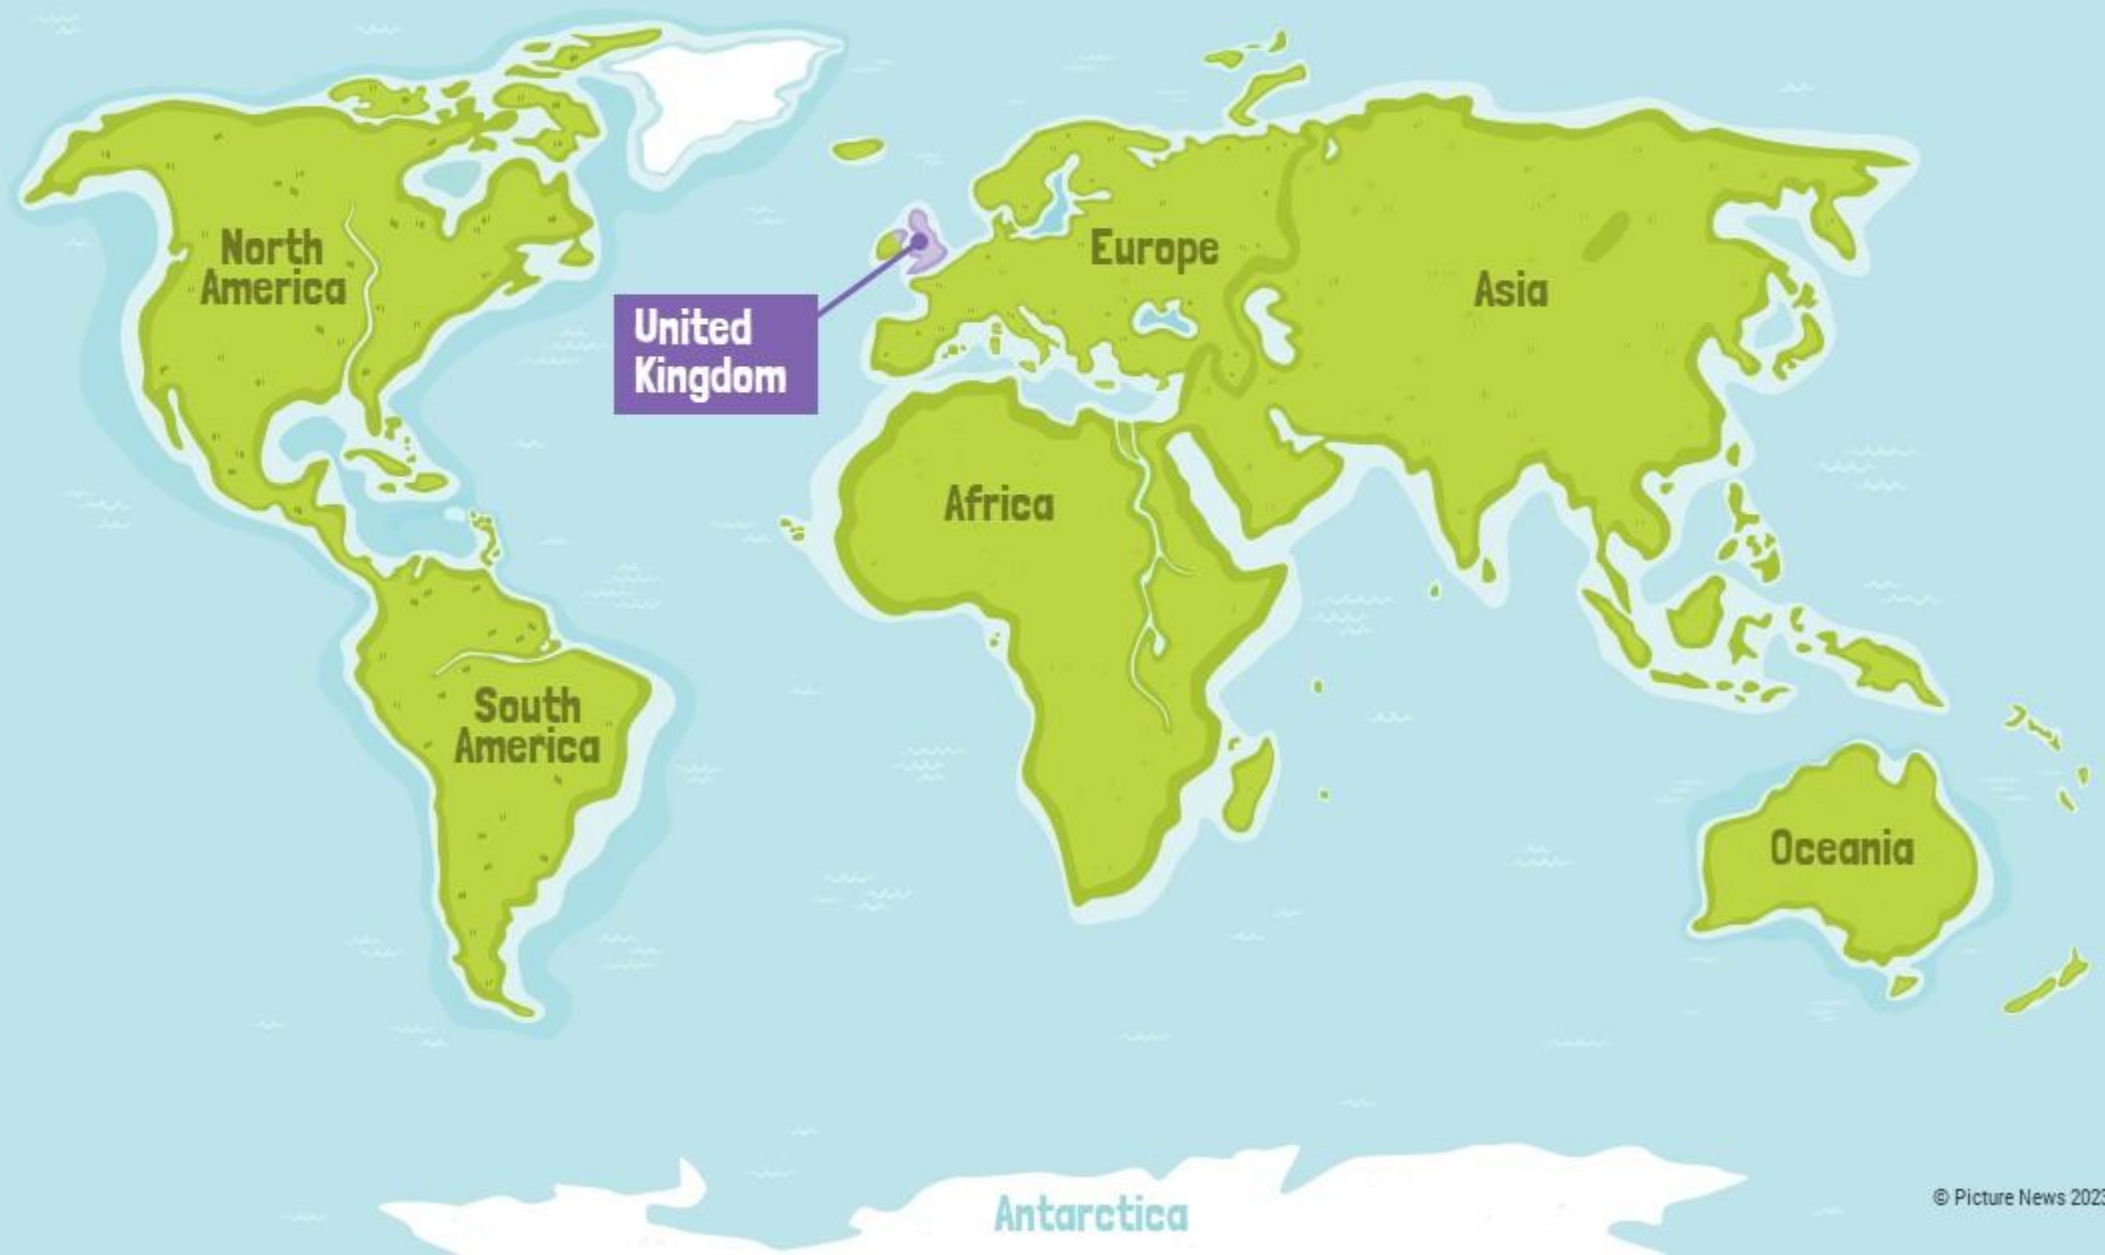 North
America
United
Kingdom
Europe
Asia
Africa
South
America
Oceania
Antarctica
© Picture News 2023